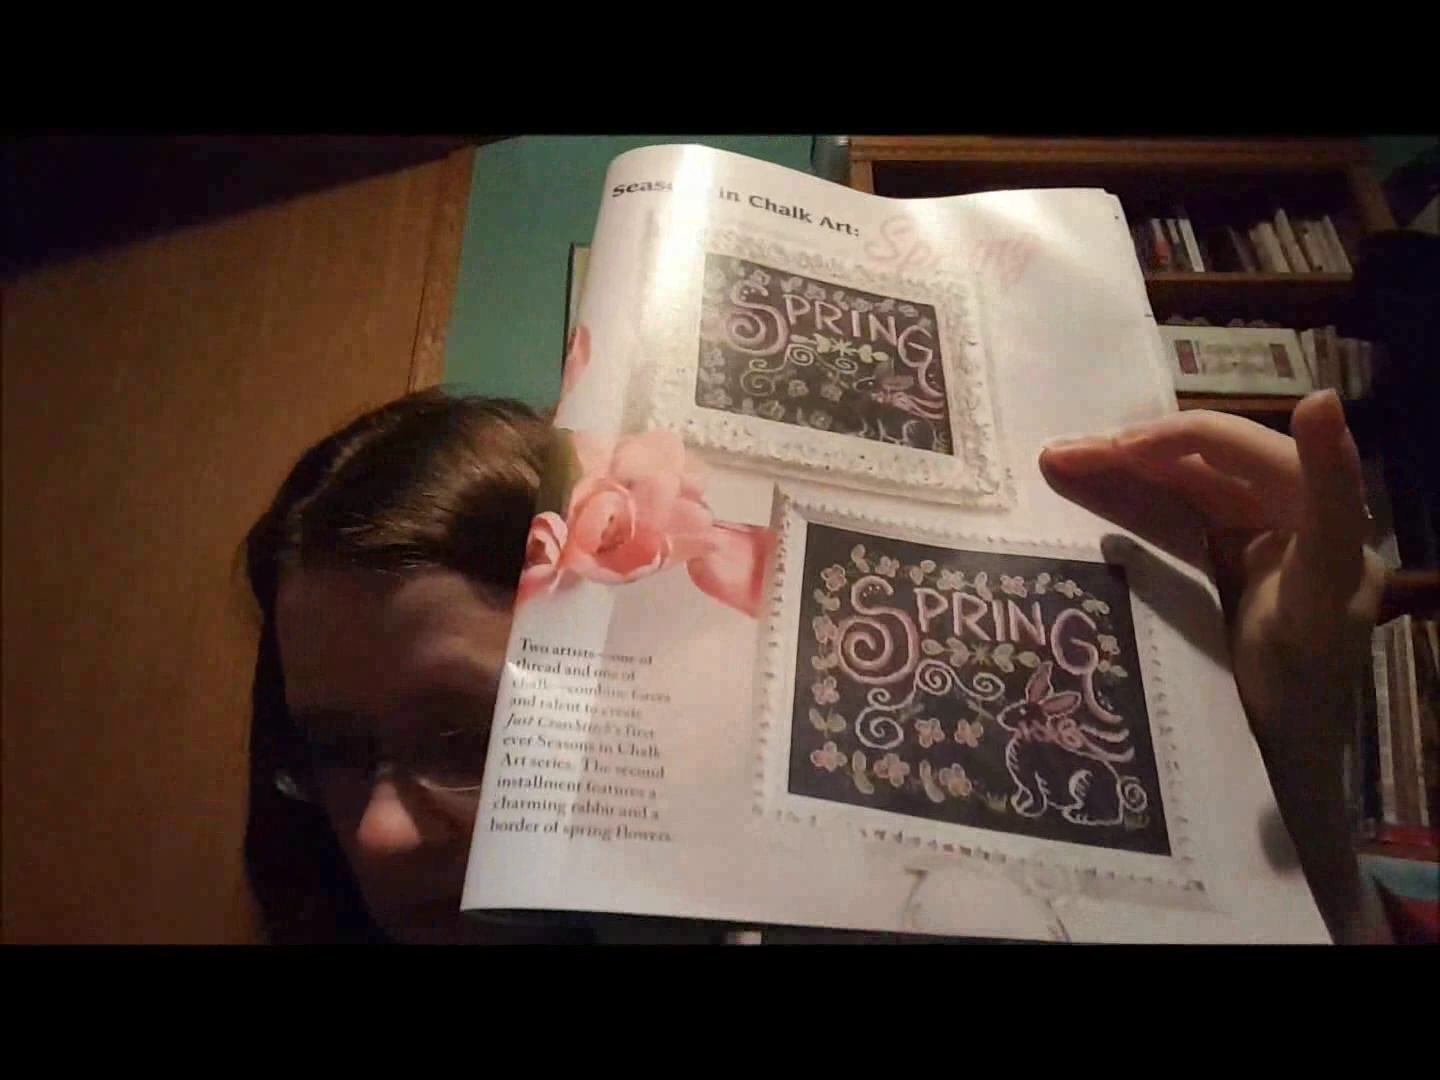 in Chalk Art: Spring
SPRING
SPRING
Two artists—one of
thread and one of
chalk—combine forces
and talent to create
Just CrossStitch's first
ever Seasons in Chalk
Art series. The second
installment features a
charming rabbit and a
border of spring flowers.